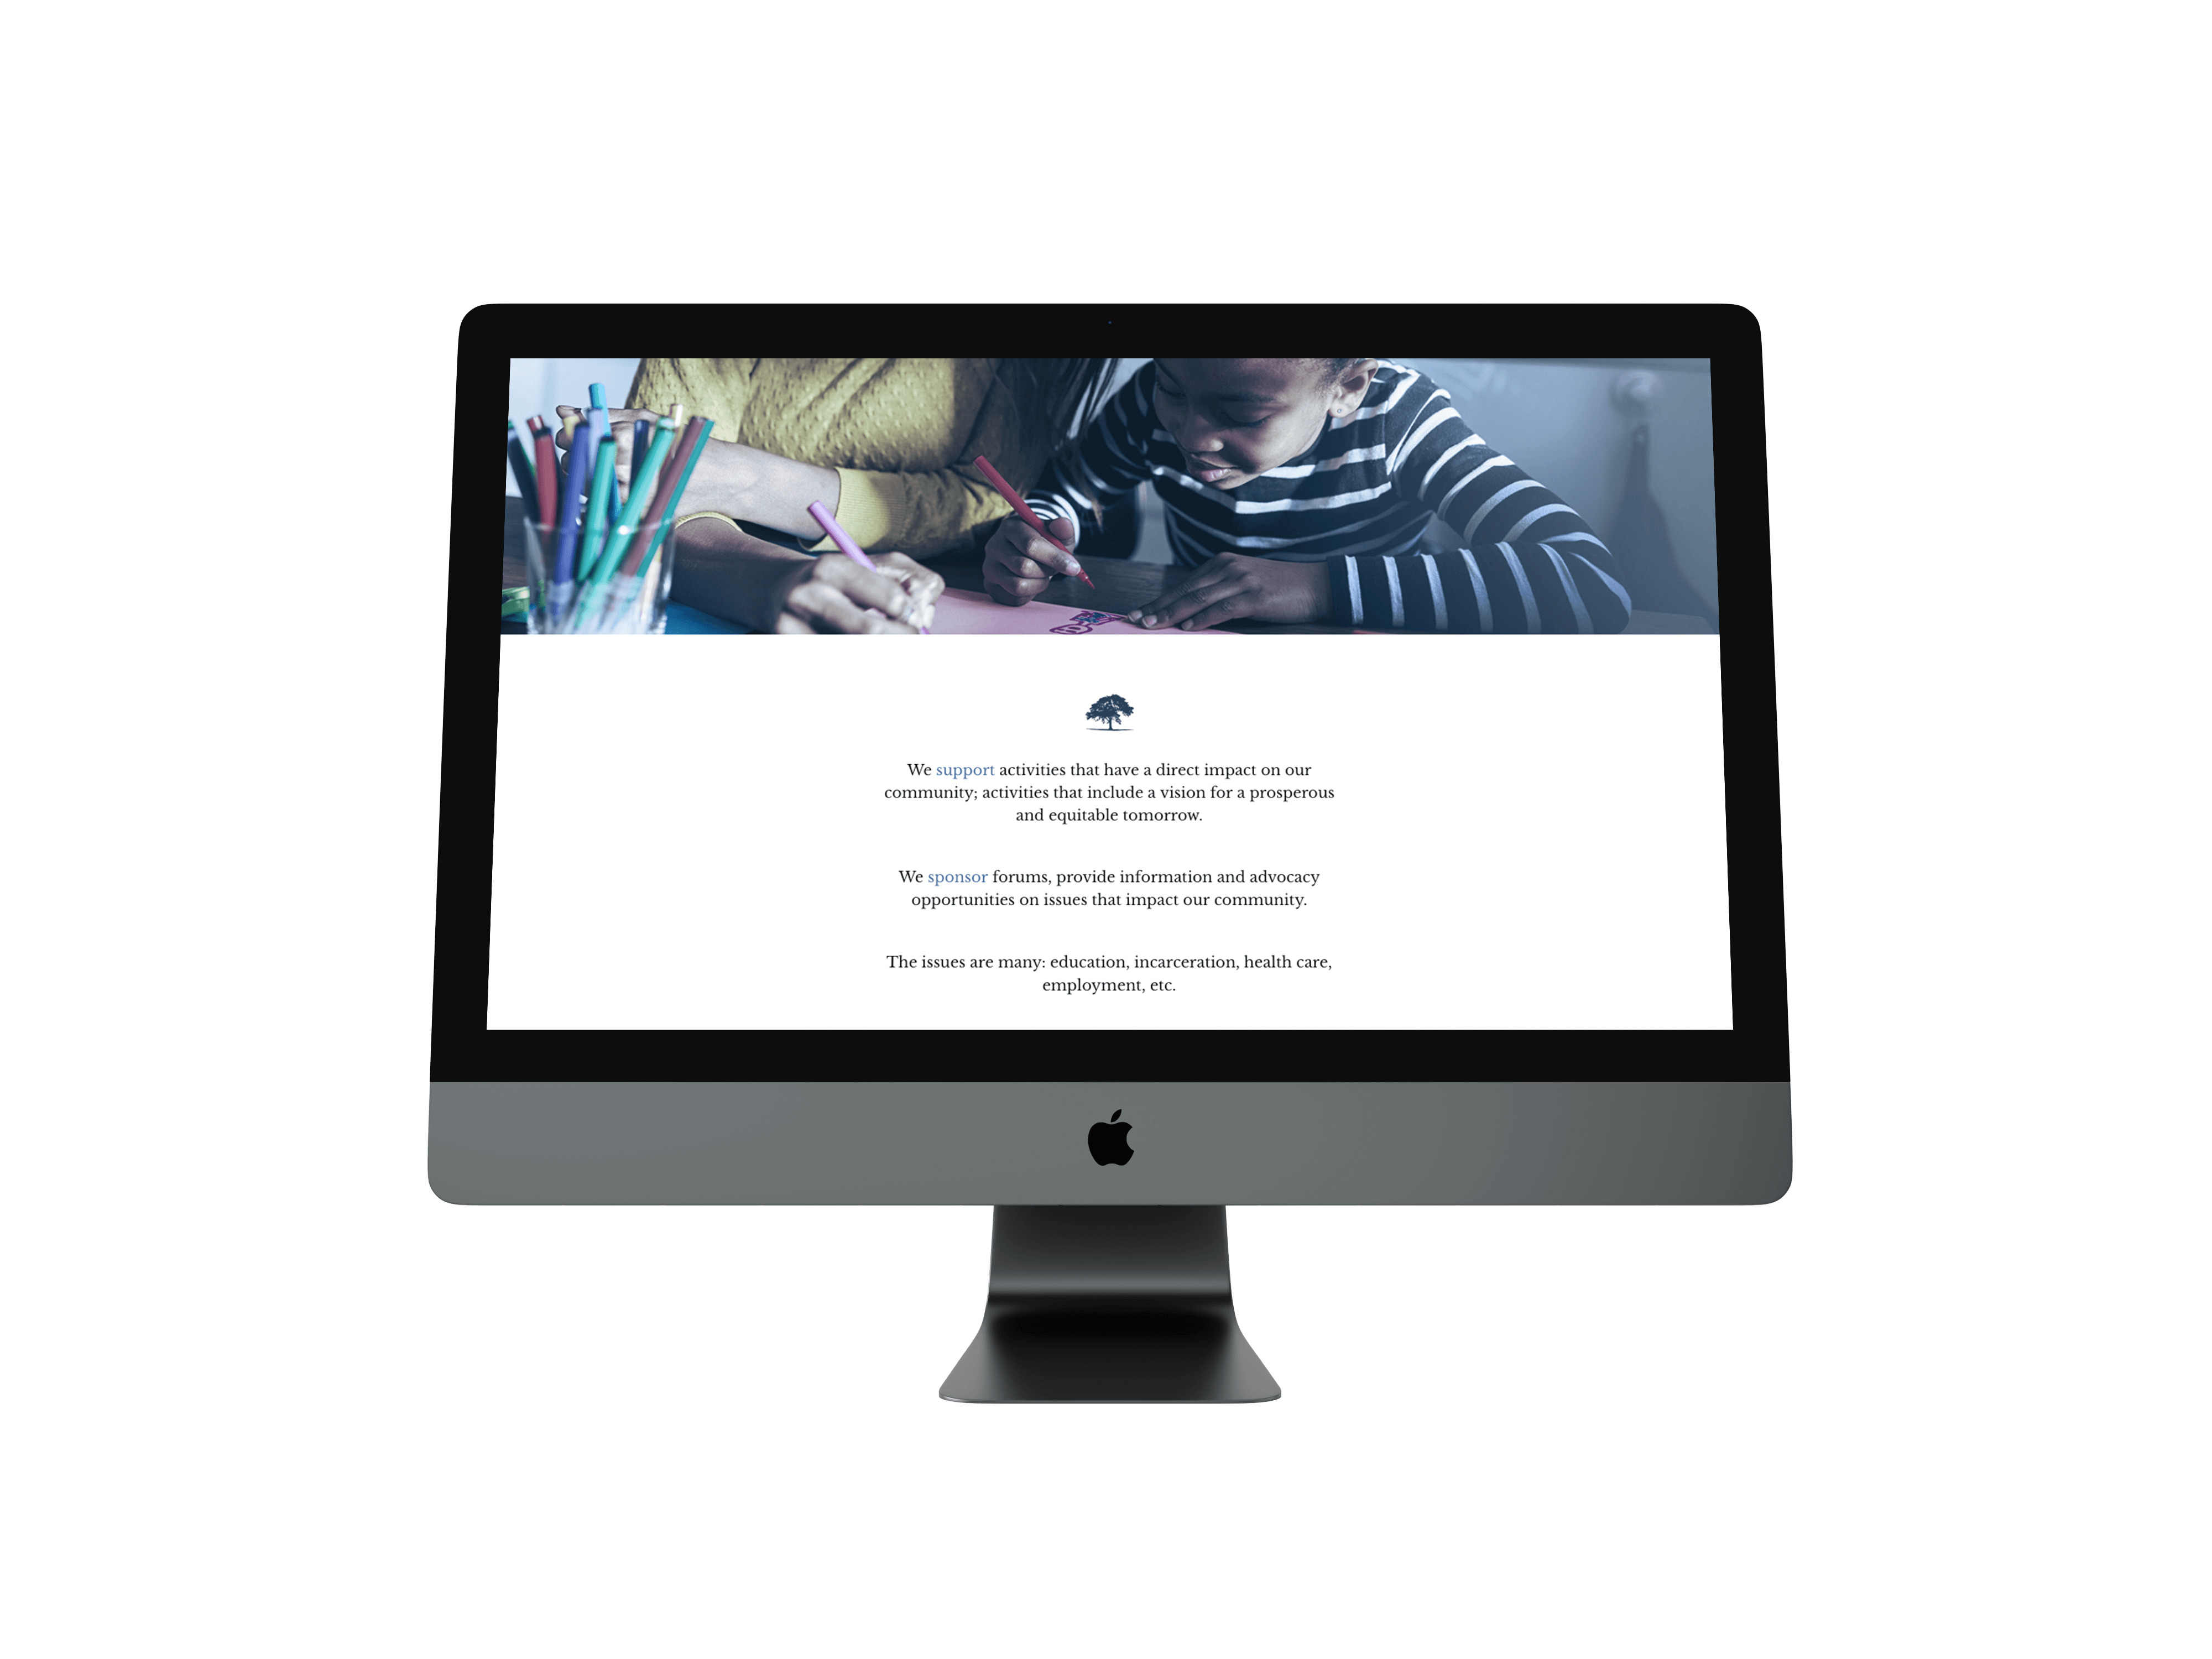 We support activities that have a direct impact on our
community; activities that include a vision for a prosperous
and equitable tomorrow.
We sponsor forums, provide information and advocacy
opportunities on issues that impact our community.
The issues are many: education, incarceration, health care,
employment, etc.